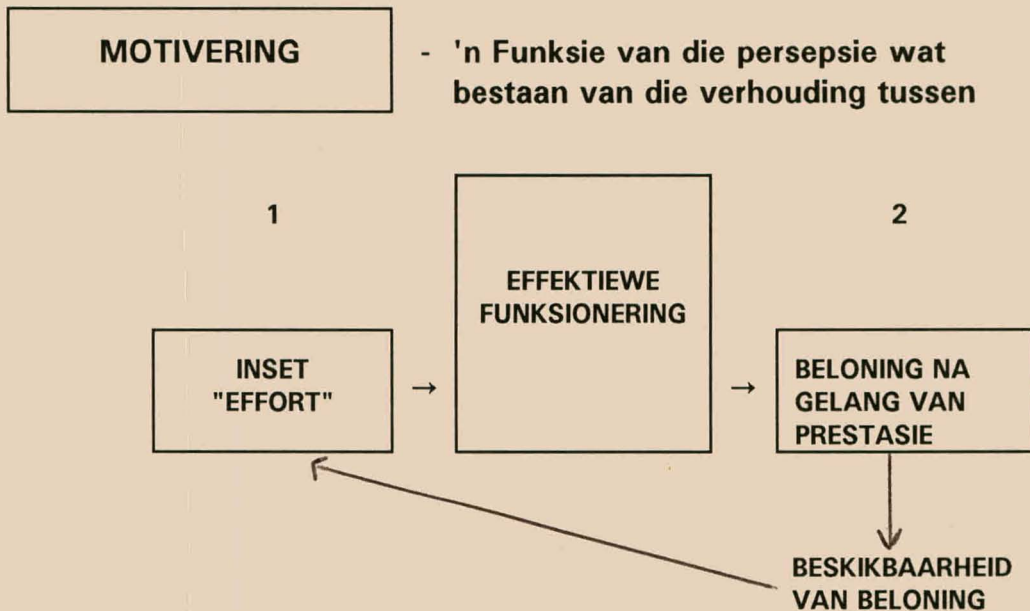 MOTIVERING
- 'n Funksie van die persepsie wat
bestaan van die verhouding tussen
1
2
EFFEKTIEWE
FUNKSIONERING
INSET
"EFFORT"
→
→
BELONING NA
GELANG VAN
PRESTASIE
BESKIKBAARHEID
VAN BELONING